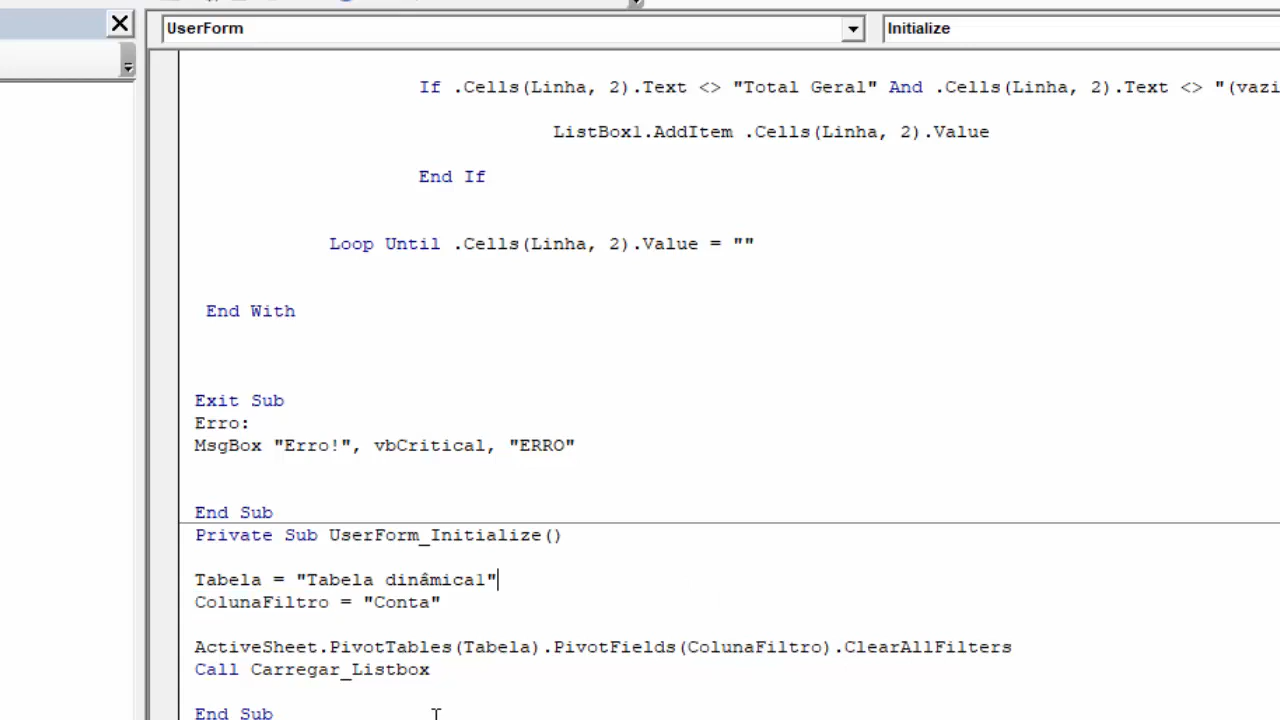 UserForm
Initialize
If .Cells(Linha, 2).Text <> "Total Geral" And .Cells(Linha, 2).Text <> "(vazi
ListBox1.AddItem .Cells(Linha, 2).Value
End If
Loop Until .Cells(Linha, 2).Value = ""
End With
Exit Sub
Erro:
MsgBox "Erro!", vbCritical, "ERRO"
End Sub
Private Sub UserForm_Initialize()
Tabela = "Tabela dinâmica1"
ColunaFiltro = "Conta"
ActiveSheet.PivotTables(Tabela).PivotFields(ColunaFiltro).ClearAllFilters
Call Carregar_Listbox
End Sub